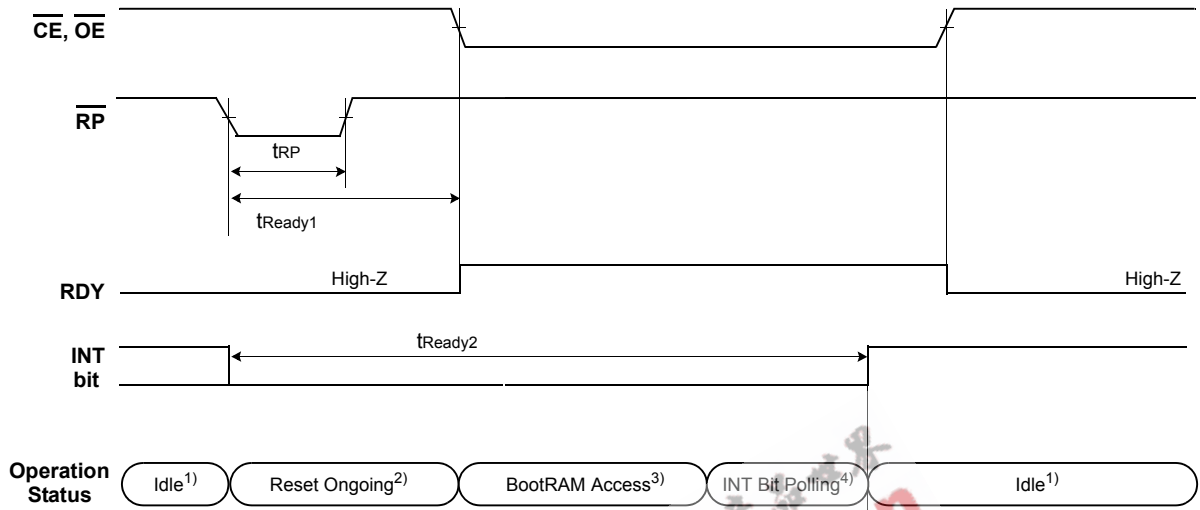 CE, OE
RP
tRP
tReady1
RDY
High-Z
High-Z
INT
bit
tReady2
Operation
Status
Idle1)
Reset Ongoing2)
BootRAM Access3)
INT Bit Polling4)
Idle1)